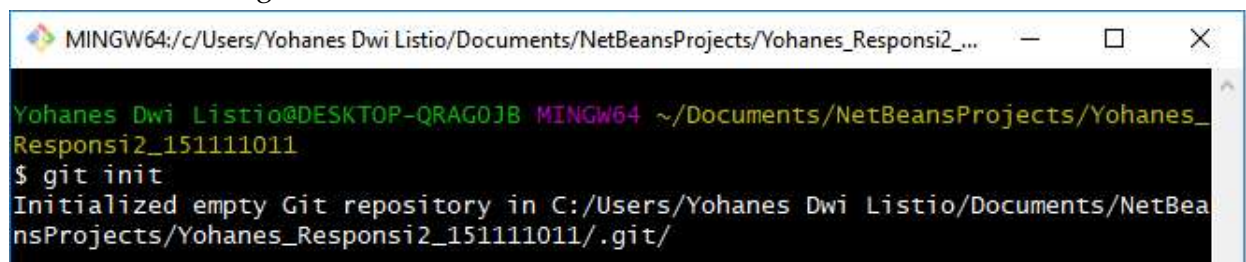 MINGW64:/c/Users/Yohanes Dwi Listio/Documents/NetBeansProjects/Yohanes_Responsi2_...
Yohanes Dwi Listio@DESKTOP-QRAGOJB MINGW64 ~/Documents/NetBeansProjects/Yohanes_
Responsi2_151111011
$ git init
Initialized empty Git repository in C:/Users/Yohanes Dwi Listio/Documents/NetBea
nsProjects/Yohanes_Responsi2_151111011/.git/